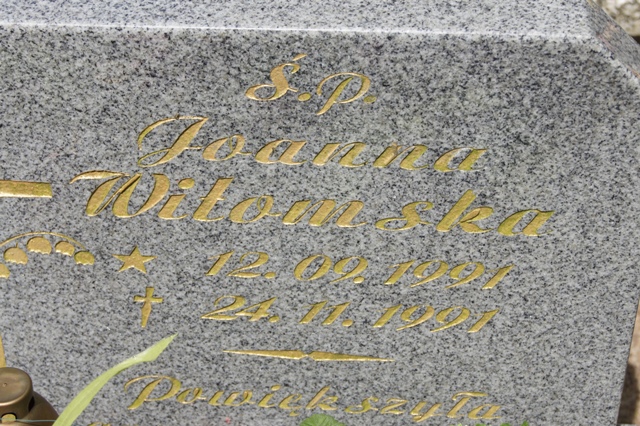 Ś.p.
Joanna
Witomska
12.09.1991
24.11.1991
Powiększyła